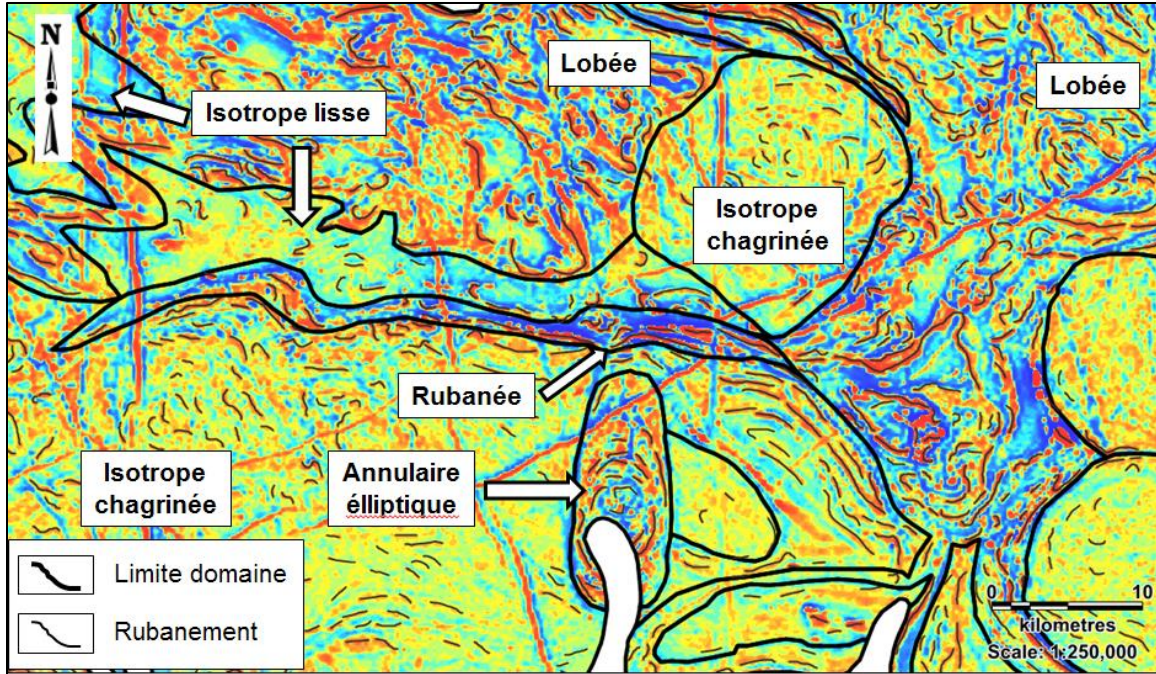 N
Lobée
Lobée
Isotrope lisse
Isotrope
chagrinée
Rubanée
Isotrope
chagrinée
Annulaire
élliptique
Limite domaine
Rubanement
0 10
kilometres
Scale: 1:250,000